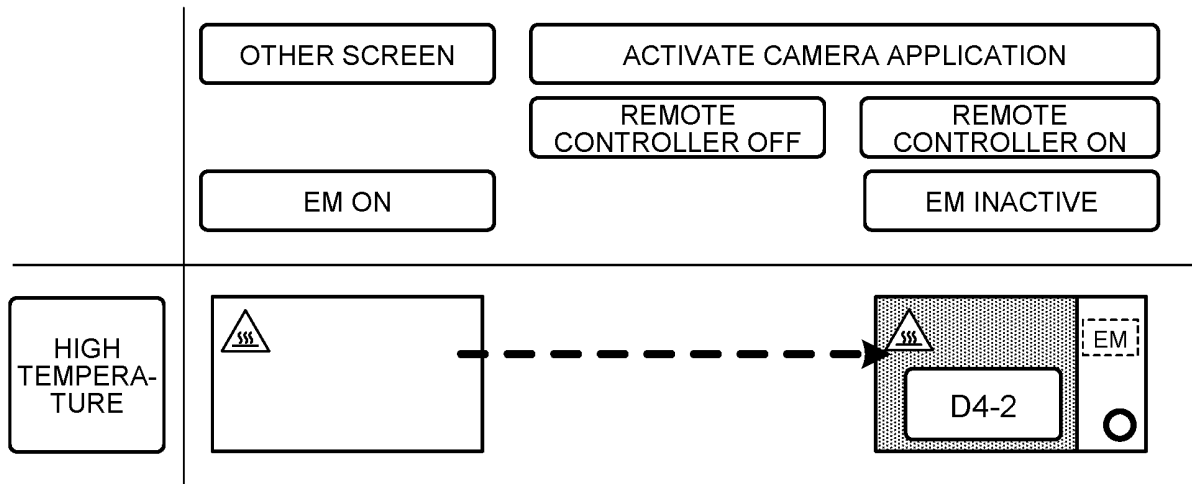 OTHER SCREEN
ACTIVATE CAMERA APPLICATION
REMOTE
CONTROLLER OFF
REMOTE
CONTROLLER ON
EM ON
EM INACTIVE
HIGH
TEMPERA-
TURE
EM
D4-2